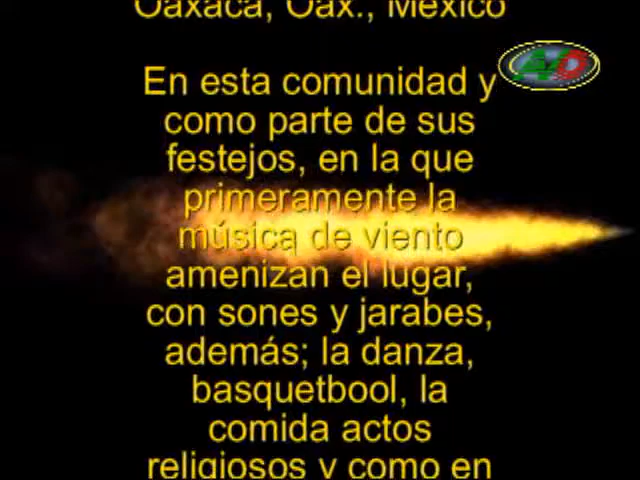 Oaxaca, Oax., México
En esta comunidad y
como parte de sus
festejos, en la que
primeramente la
música de viento
amenizan el lugar,
con sones y jarabes,
además; la danza,
basquetbool, la
comida actos
religiosos y como en